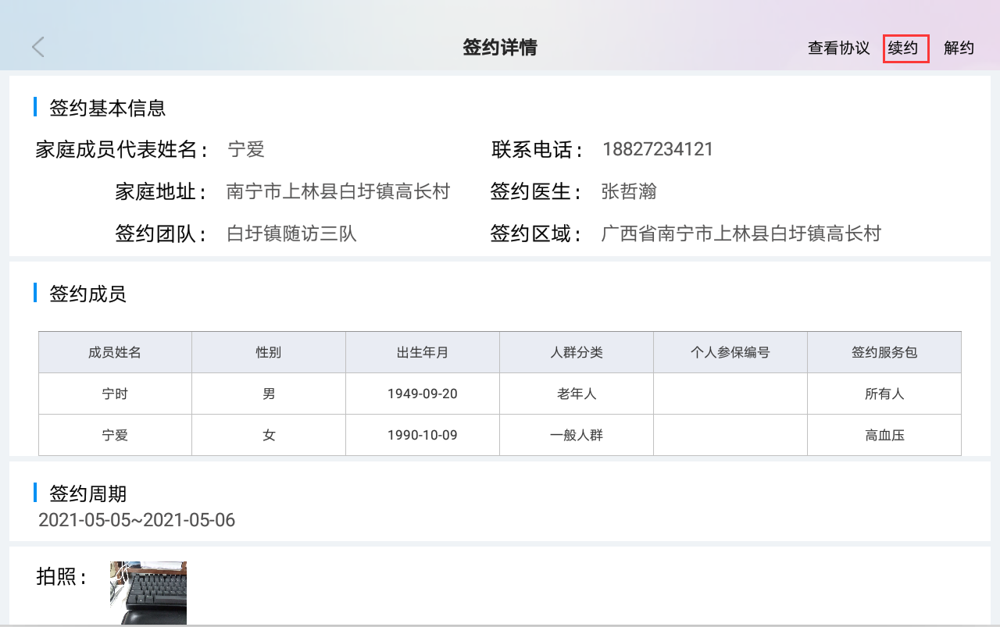 签约详情 查看协议 续约 解约
签约基本信息
家庭成员代表姓名: 宁爱 联系电话: 18827234121
家庭地址: 南宁市上林县白圩镇高长村 签约医生: 张哲瀚
签约团队: 白圩镇随访三队 签约区域: 广西省南宁市上林县白圩镇高长村
签约成员
成员姓名 性别 出生年月 人群分类 个人参保编号 签约服务包
宁时 男 1949-09-20 老年人 所有人
宁爱 女 1990-10-09 一般人群 高血压
签约周期
2021-05-05~2021-05-06
拍照: